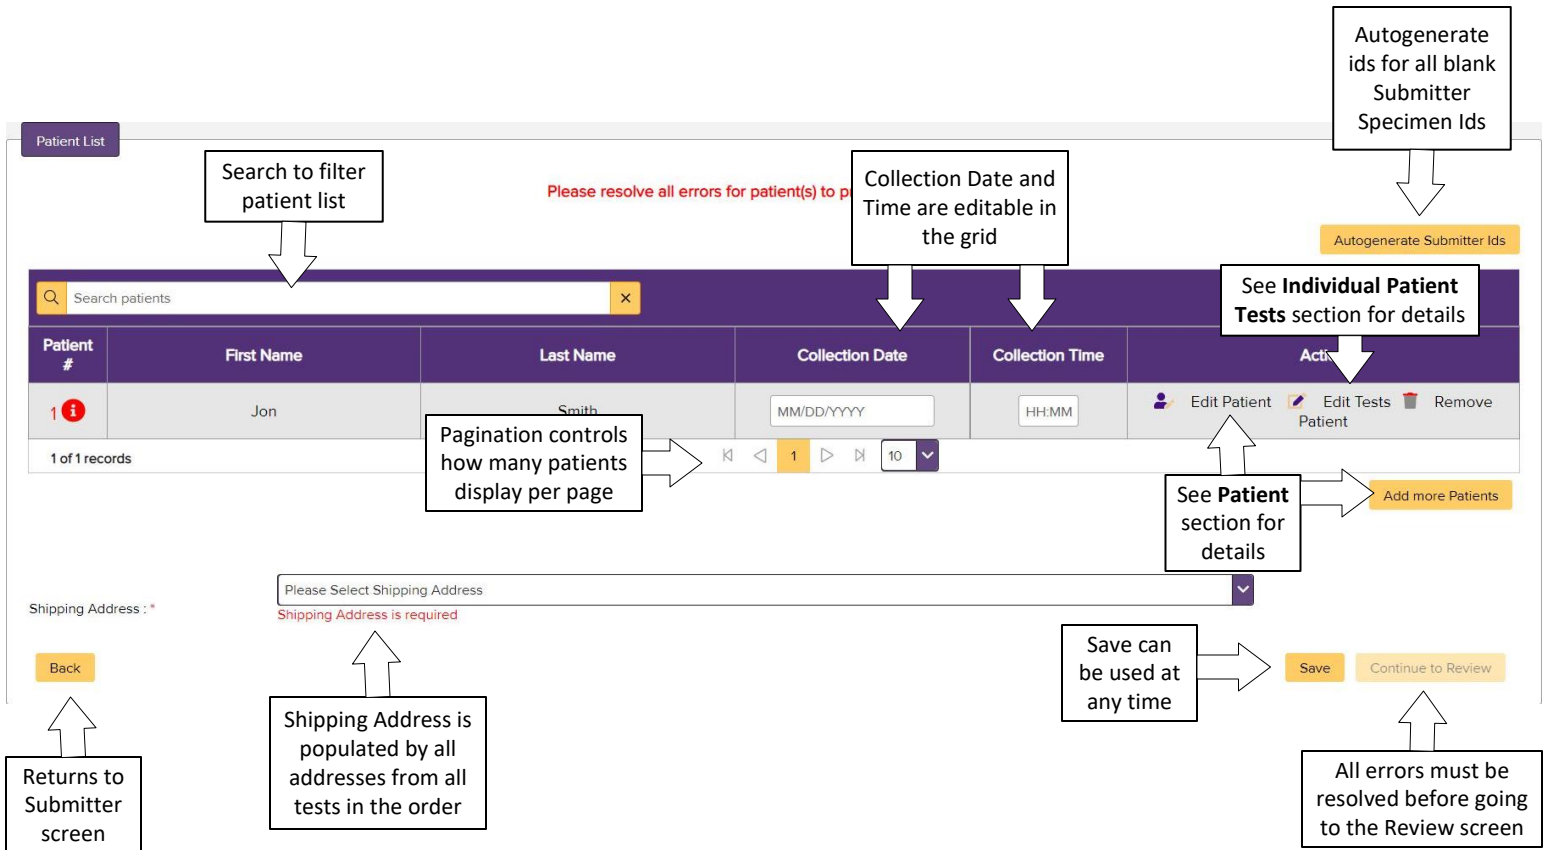 Autogenerate
ids for all blank
Submitter
Specimen Ids
Patient List
Search to filter
patient list
Please resolve all errors for patient(s) to p
Collection Date and
Time are editable in
the grid
Autogenerate Submitter Ids
Search patients
See Individual Patient
Tests section for details
Patient
#
First Name
Last Name
Collection Date
Collection Time
Acti
1
Jon
Smith
MM/DD/YYYY
HH:MM
Edit Patient
Edit Tests
Remove
Patient
1 of 1 records
Pagination controls
how many patients
display per page
1
10
See Patient
section for
details
Add more Patients
Shipping Address : *
Please Select Shipping Address
Shipping Address is required
Back
Save can
be used at
any time
Save
Continue to Review
Shipping Address is
populated by all
addresses from all
tests in the order
Returns to
Submitter
screen
All errors must be
resolved before going
to the Review screen